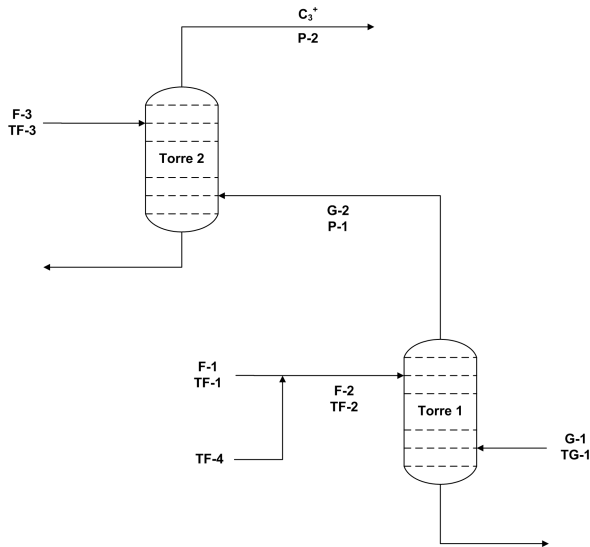 C₃⁺
P-2
F-3
TF-3
Torre 2
G-2
P-1
F-1
TF-1
F-2
TF-2
Torre 1
G-1
TG-1
TF-4